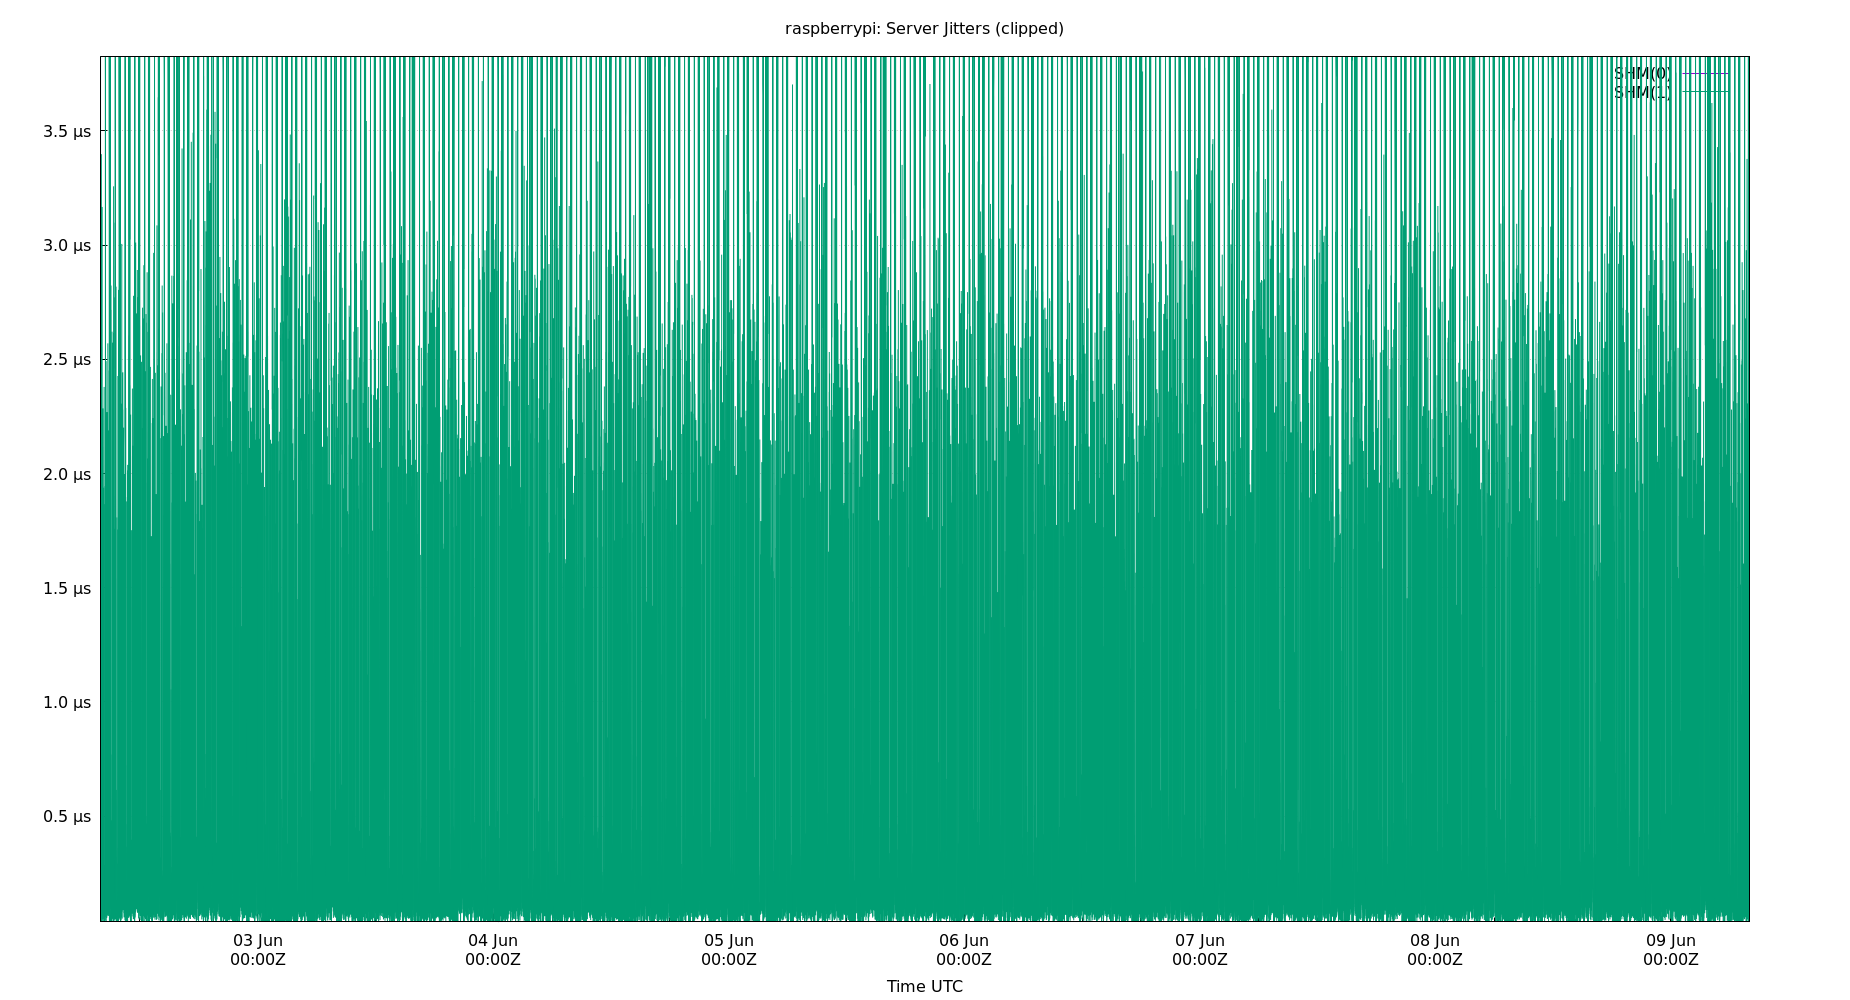 raspberrypi: Server Jitters (clipped)
SHM(0)
SHM(1)
3.5 µs
3.0 µs
2.5 µs
2.0 µs
1.5 µs
1.0 µs
0.5 µs
03 Jun 04 Jun 05 Jun 06 Jun 07 Jun 08 Jun 09 Jun
00:00Z 00:00Z 00:00Z 00:00Z 00:00Z 00:00Z 00:00Z
Time UTC